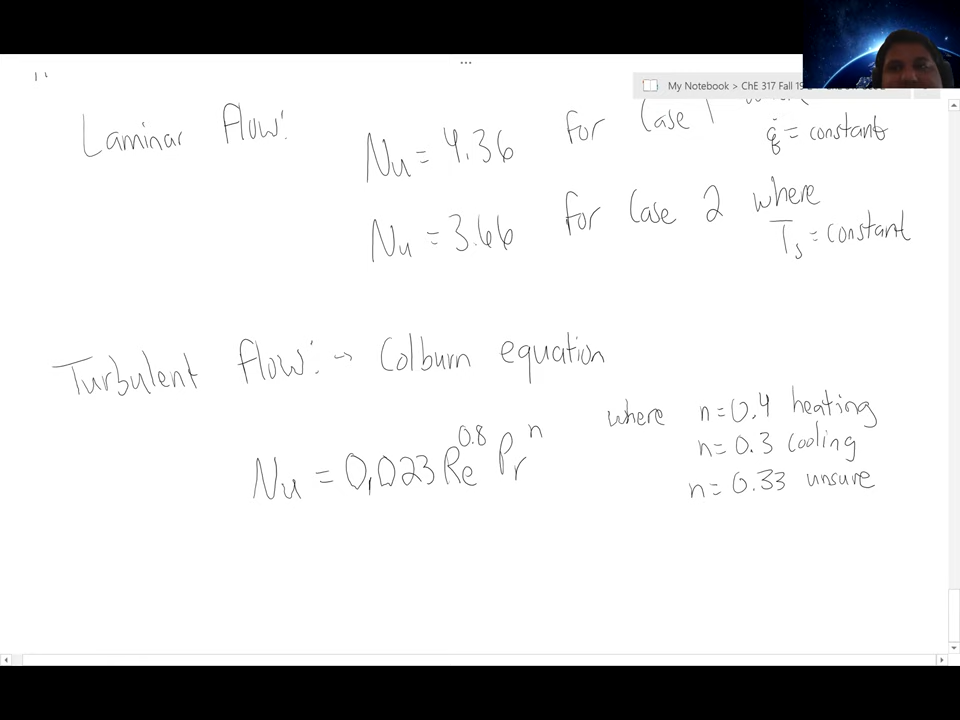 My Notebook > ChE 317 Fall 19
Laminar flow:
Nu = 4.36 for Case 1
q̇ = constant
Nu = 3.66 for Case 2 where
Ts = constant
Turbulent flow: → Colburn equation
Nu = 0.023 Re^0.8 Pr^n where n = 0.4 heating
n = 0.3 cooling
n = 0.33 unsure